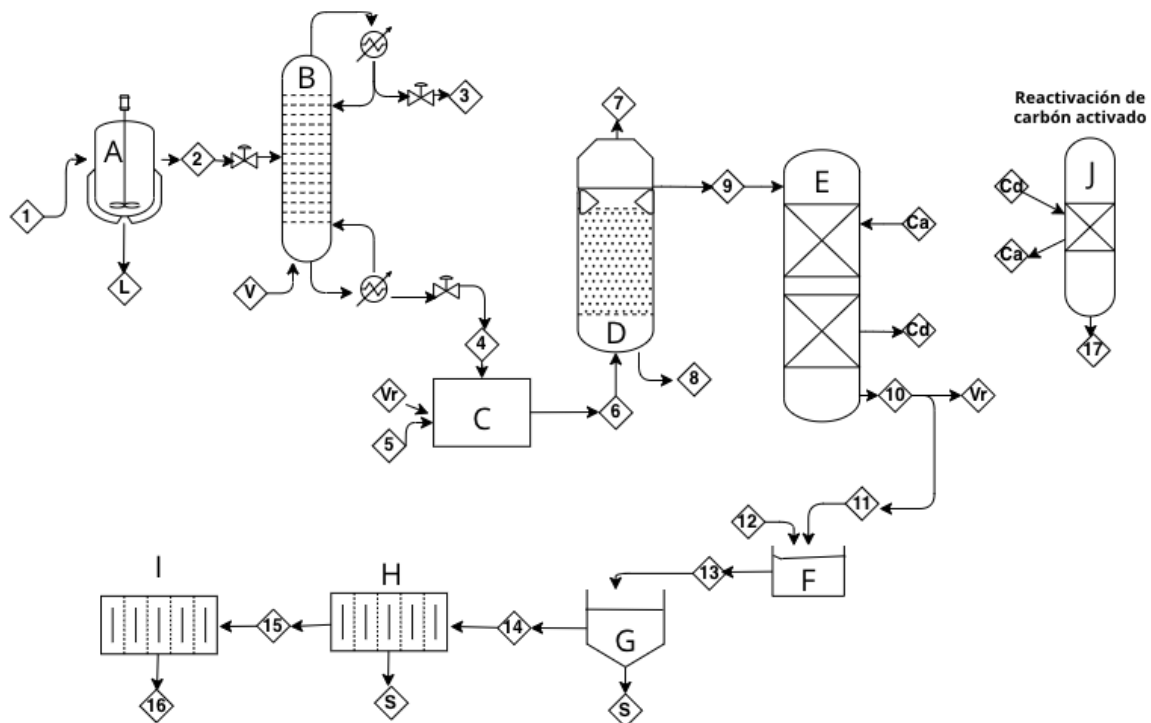 B
3
7
Reactivación de
carbón activado
A
2
9
E
J
Cd
Ca
1
Ca
L
V
D
Cd
17
4
8
Vr
C
6
10
Vr
5
12
11
I
H
13
F
15
14
G
16
S
S